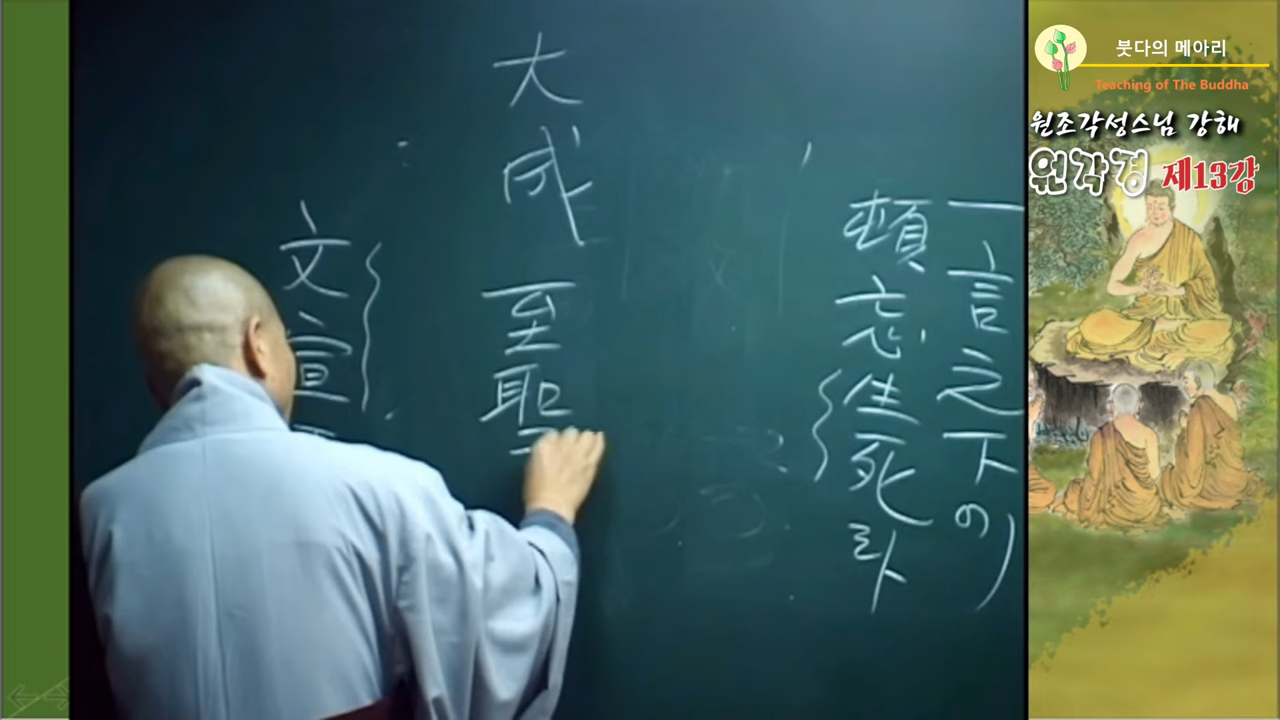 붓다의 메아리
Teaching of The Buddha
원조각성스님 강해
원각경 제13강
一言之下에
頓忘生死라
大成至聖
文宣